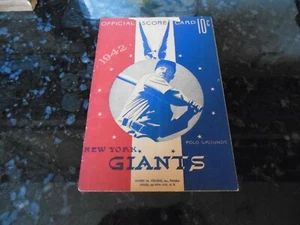 OFFICIAL SCORE CARD 10¢
1942
POLO GROUNDS
NEW YORK
GIANTS